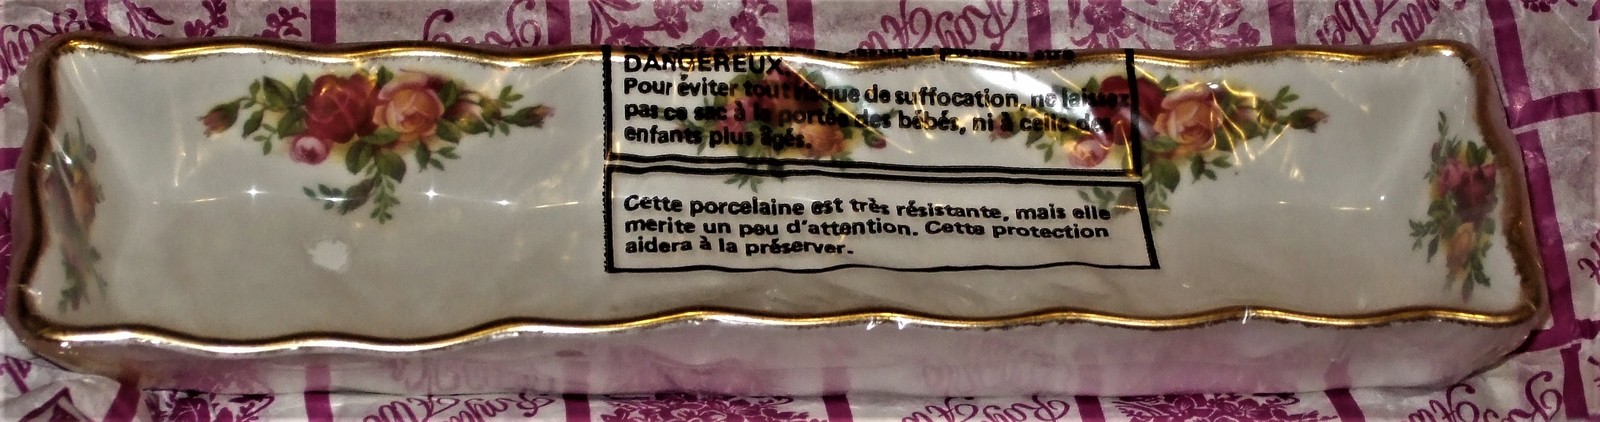 DANGEREUX.
Pour éviter tout risque de suffocation, ne laissez
pas ce sac à la portée des bébés, ni à celle des
enfants plus âgés.
Cette porcelaine est très résistante, mais elle
merite un peu d'attention. Cette protection
aidera à la préserver.